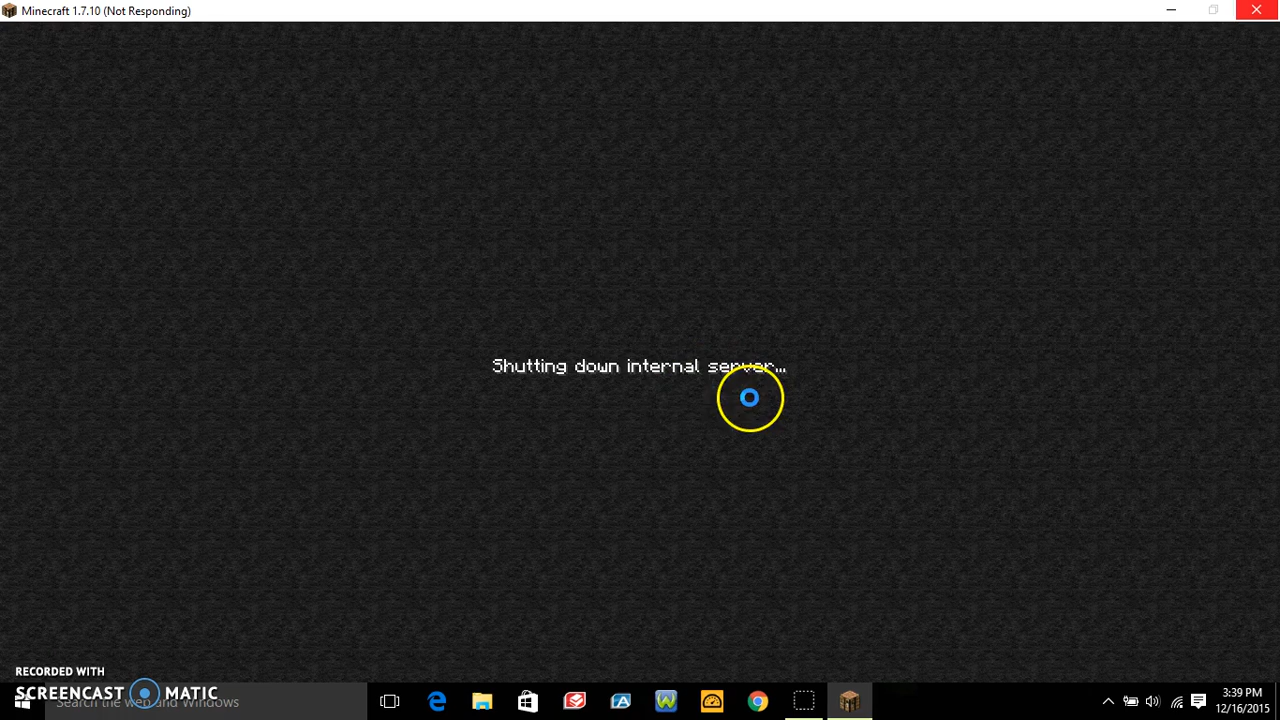 Minecraft 1.7.10 (Not Responding)
Shutting down internal server...
RECORDED WITH
SCREENCAST MATIC
Search the web and Windows
3:39 PM
12/16/2015